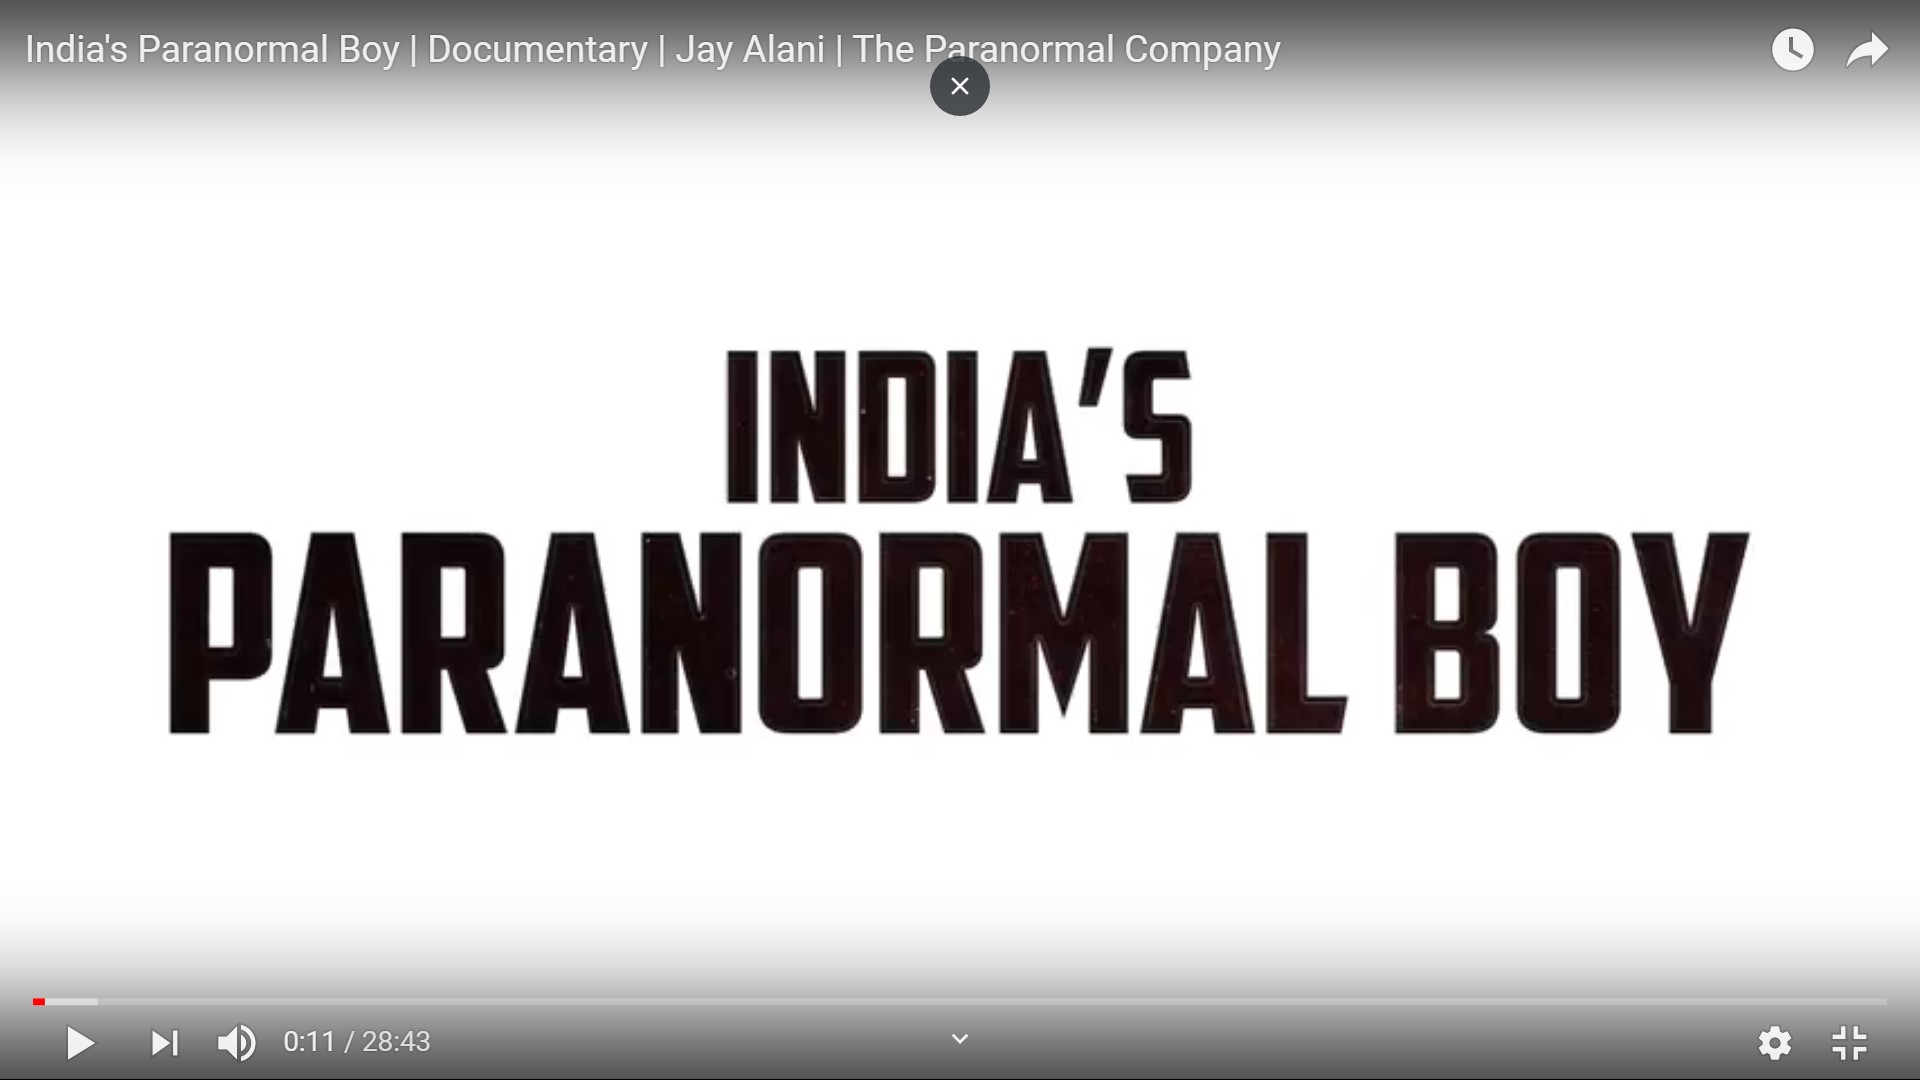 India's Paranormal Boy | Documentary | Jay Alani | The Paranormal Company
INDIA’S
PARANORMAL BOY
0:11 / 28:43